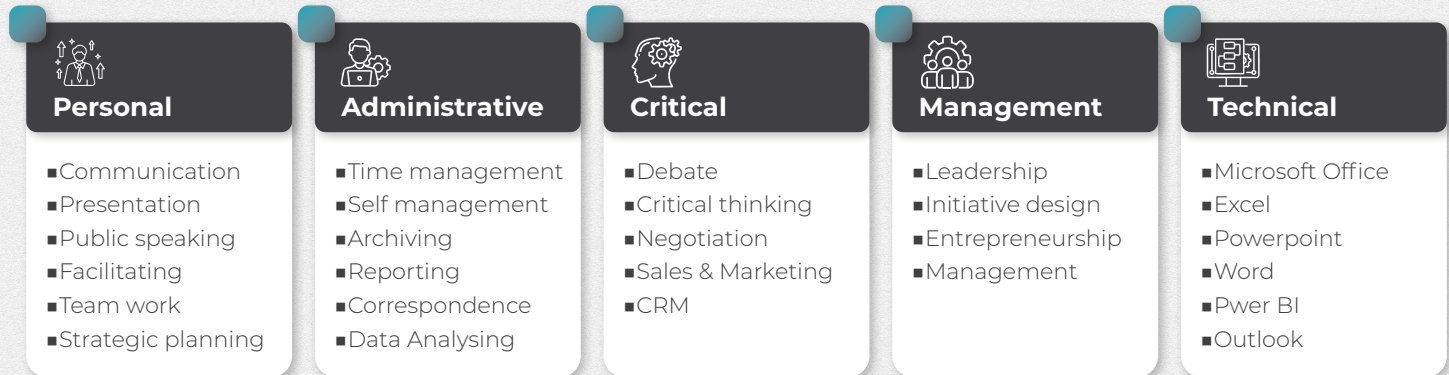 Personal
■Communication
■Presentation
■Public speaking
■Facilitating
■Team work
■Strategic planning
Administrative
■Time management
■Self management
■Archiving
■Reporting
■Correspondence
■Data Analysing
Critical
■Debate
■Critical thinking
■Negotiation
■Sales & Marketing
■CRM
Management
■Leadership
■Initiative design
■Entrepreneurship
■Management
Technical
■Microsoft Office
■Excel
■Powerpoint
■Word
■Pwer BI
■Outlook